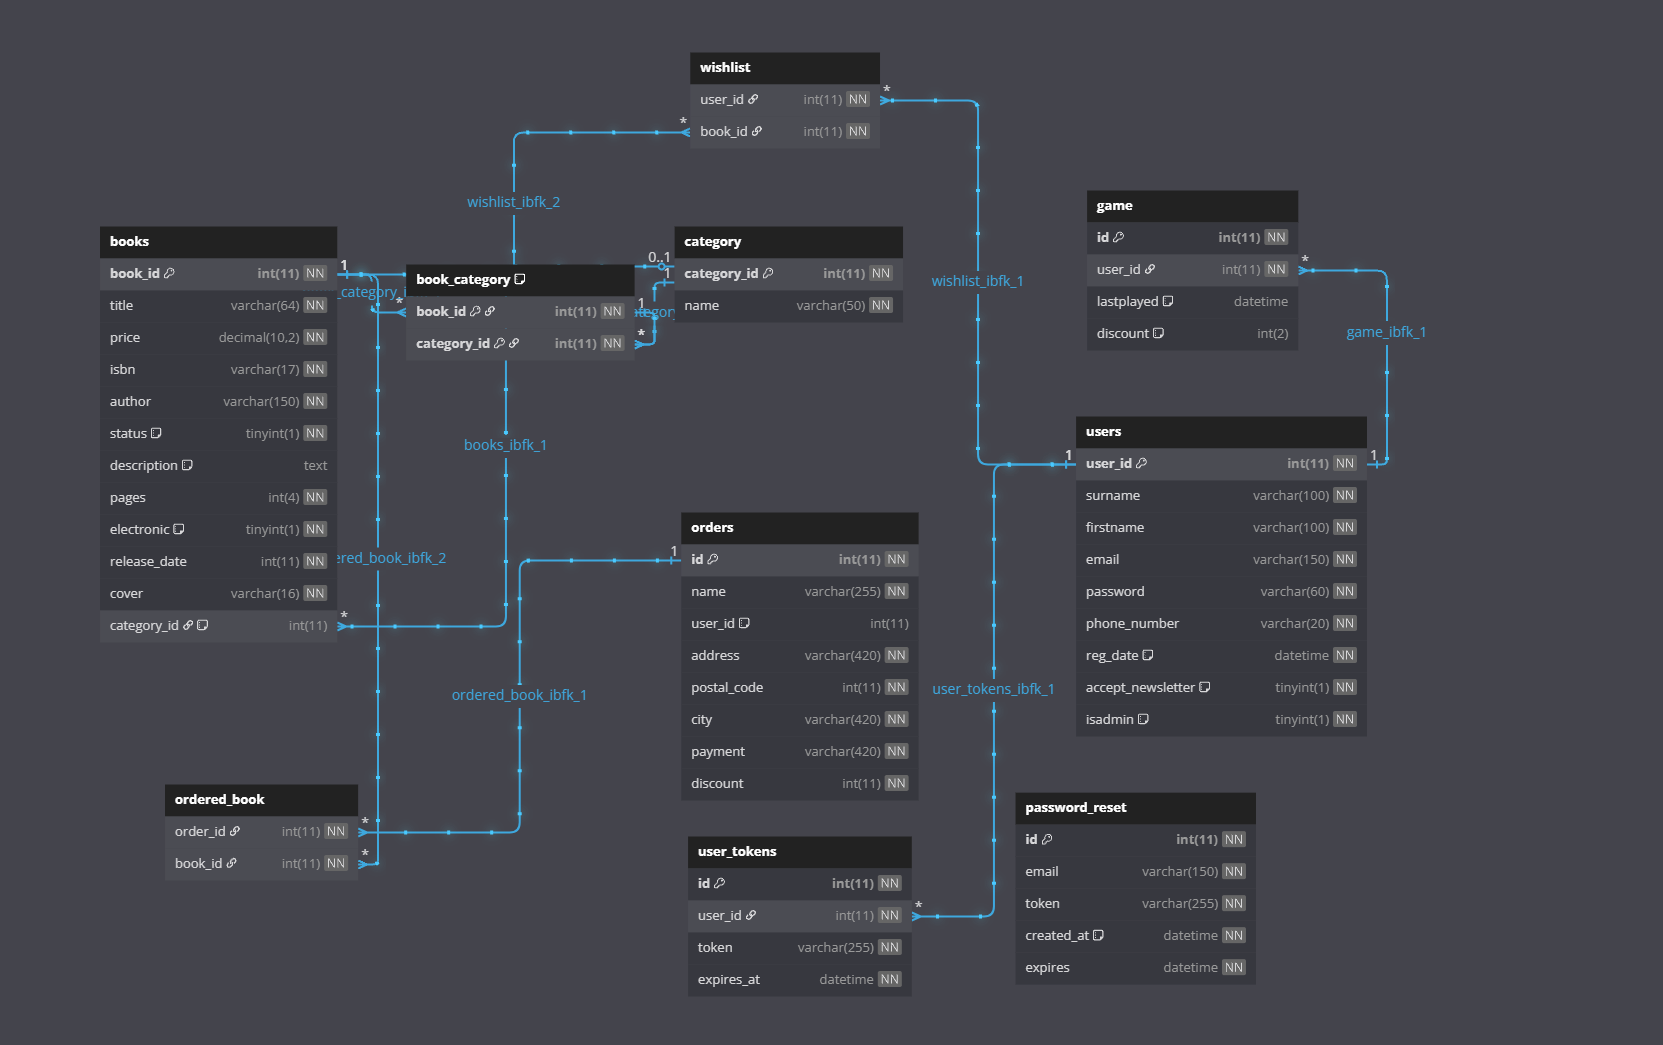 wishlist
user_id int(11) NN
book_id int(11) NN
*
*
wishlist_ibfk_2
wishlist_ibfk_1
game
id int(11) NN
user_id int(11) NN
lastplayed datetime
discount int(2)
*
game_ibfk_1
books
book_id int(11) NN
title varchar(64) NN
price decimal(10,2) NN
isbn varchar(17) NN
author varchar(150) NN
status tinyint(1) NN
description text
pages int(4) NN
electronic tinyint(1) NN
release_date int(11) NN
cover varchar(16) NN
category_id int(11)
1
*
_category_i
book_category
book_id int(11) NN
category_id int(11) NN
*
1
*
tegory
0..1
1
category
category_id int(11) NN
name varchar(50) NN
books_ibfk_1
ered_book_ibfk_2
users
user_id int(11) NN
surname varchar(100) NN
firstname varchar(100) NN
email varchar(150) NN
password varchar(60) NN
phone_number varchar(20) NN
reg_date datetime NN
accept_newsletter tinyint(1) NN
isadmin tinyint(1) NN
1
1
orders
id int(11) NN
name varchar(255) NN
user_id int(11)
address varchar(420) NN
postal_code int(11) NN
city varchar(420) NN
payment varchar(420) NN
discount int(11) NN
1
ordered_book_ibfk_1
user_tokens_ibfk_1
ordered_book
order_id int(11) NN
book_id int(11) NN
*
*
user_tokens
id int(11) NN
user_id int(11) NN
token varchar(255) NN
expires_at datetime NN
*
password_reset
id int(11) NN
email varchar(150) NN
token varchar(255) NN
created_at datetime NN
expires datetime NN